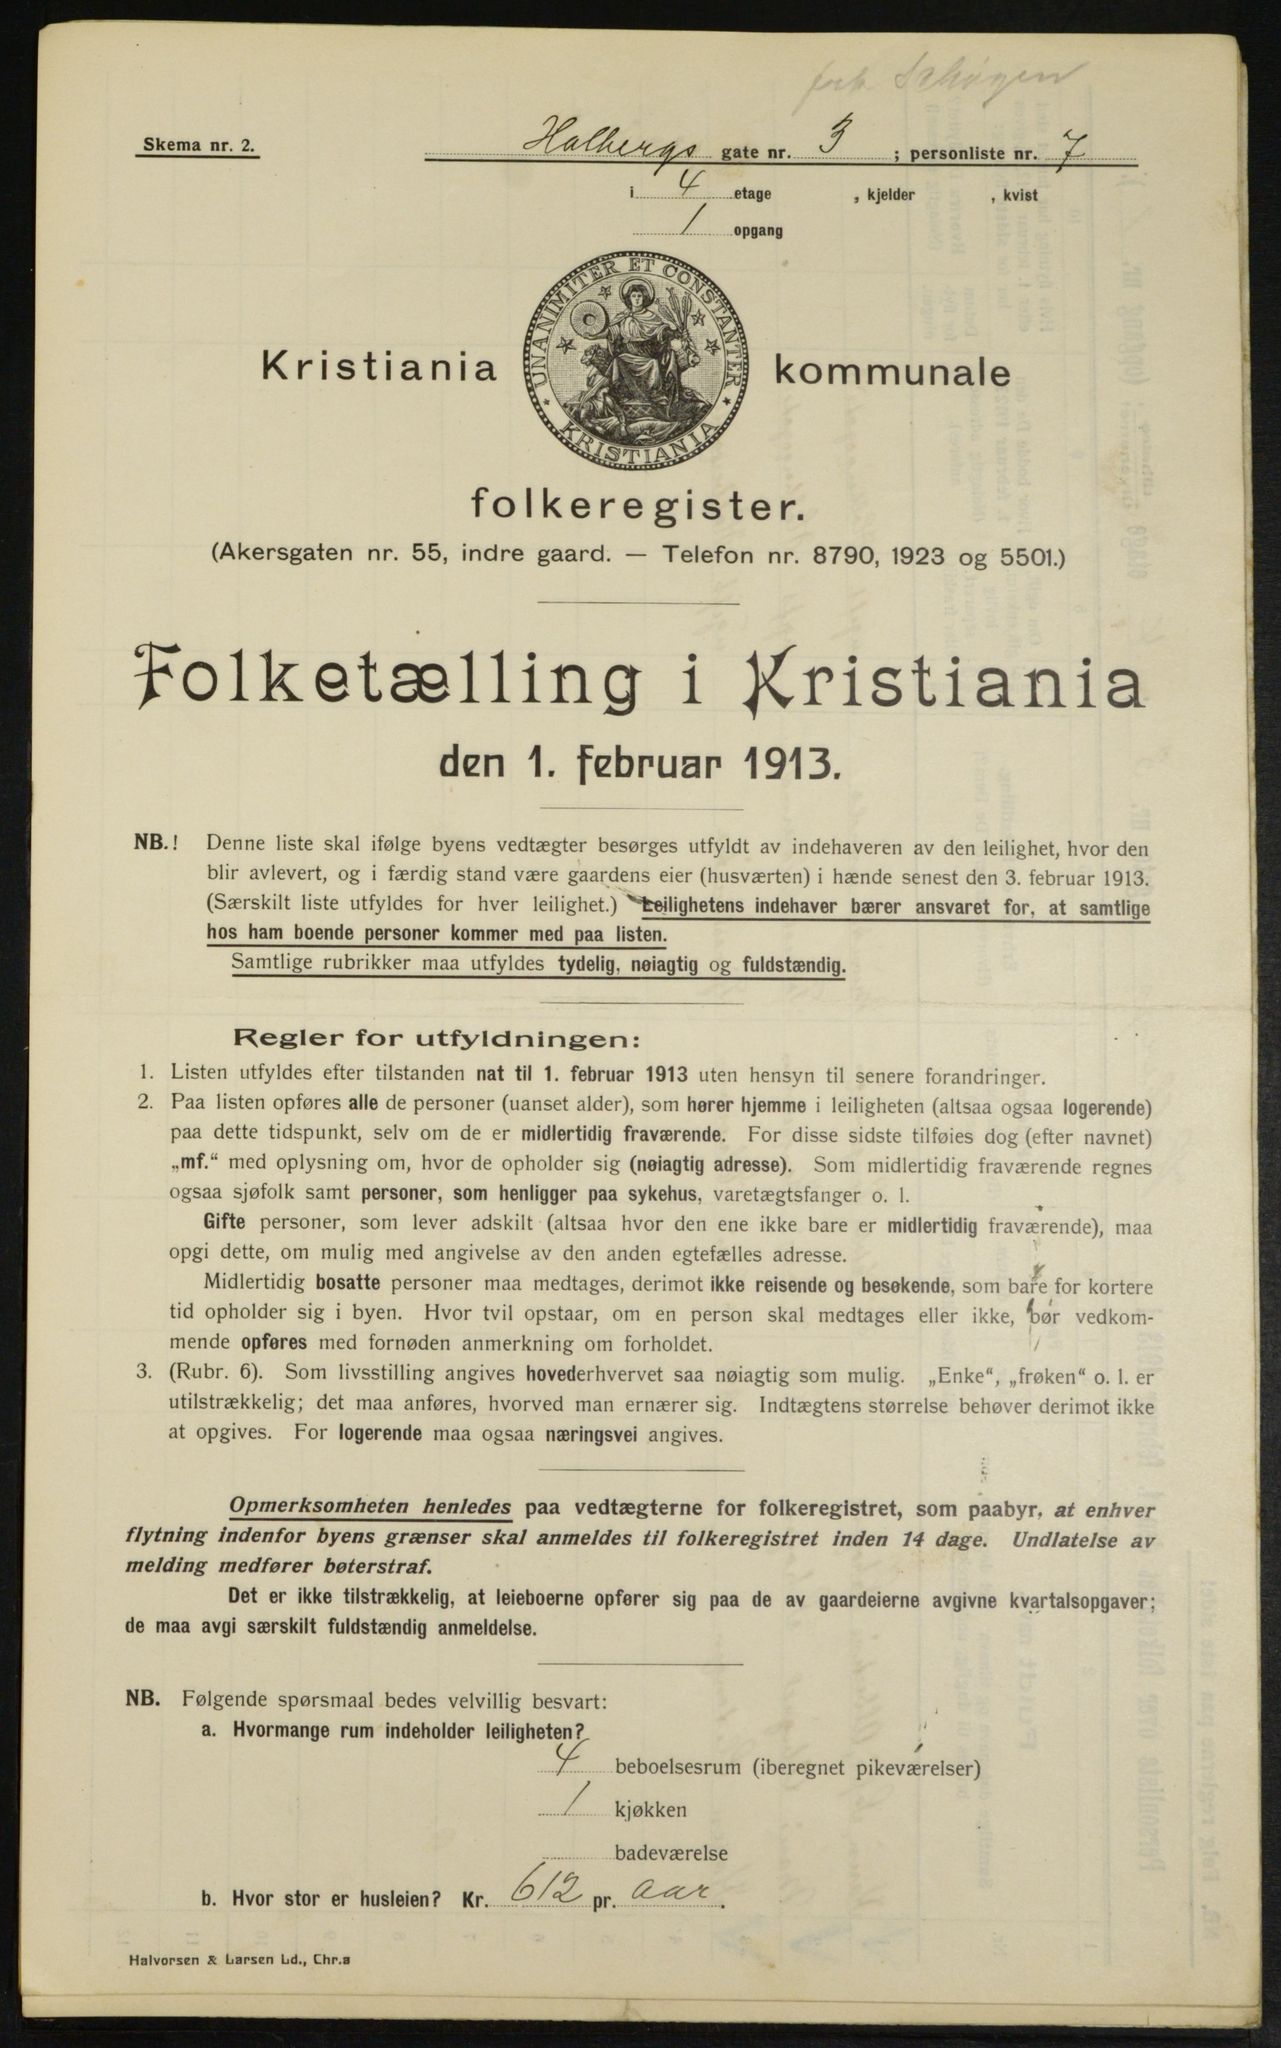 Schøgen
Skema nr. 2.
Holbergs gate nr. 3 ; personliste nr. 7
i 4 etage , kjelder , kvist
1 opgang
UNANIMITER ET CONSTANTER
KRISTIANIA
Kristiania kommunale
folkeregister.
(Akersgaten nr. 55, indre gaard. — Telefon nr. 8790, 1923 og 5501.)
Folketælling i Kristiania
den 1. februar 1913.
NB.! Denne liste skal ifølge byens vedtægter besørges utfyldt av indehaveren av den leilighet, hvor den
blir avlevert, og i færdig stand være gaardens eier (husværten) i hænde senest den 3. februar 1913.
(Særskilt liste utfyldes for hver leilighet.) Leilighetens indehaver bærer ansvaret for, at samtlige
hos ham boende personer kommer med paa listen.
Samtlige rubrikker maa utfyldes tydelig, nøiagtig og fuldstændig.
Regler for utfyldningen:
1. Listen utfyldes efter tilstanden nat til 1. februar 1913 uten hensyn til senere forandringer.
2. Paa listen opføres alle de personer (uanset alder), som hører hjemme i leiligheten (altsaa ogsaa logerende)
paa dette tidspunkt, selv om de er midlertidig fraværende. For disse sidste tilføies dog (efter navnet)
„mf.“ med oplysning om, hvor de opholder sig (nøiagtig adresse). Som midlertidig fraværende regnes
ogsaa sjøfolk samt personer, som henligger paa sykehus, varetægtsfanger o. l.
Gifte personer, som lever adskilt (altsaa hvor den ene ikke bare er midlertidig fraværende), maa
opgi dette, om mulig med angivelse av den anden egtefælles adresse.
Midlertidig bosatte personer maa medtages, derimot ikke reisende og besøkende, som bare for kortere
tid opholder sig i byen. Hvor tvil opstaar, om en person skal medtages eller ikke, bør vedkom-
mende opføres med fornøden anmerkning om forholdet.
3. (Rubr. 6). Som livsstilling angives hovederhvervet saa nøiagtig som mulig. „Enke“, „frøken“ o. l. er
utilstrækkelig; det maa anføres, hvorved man ernærer sig. Indtægtens størrelse behøver derimot ikke
at opgives. For logerende maa ogsaa næringsvei angives.
Opmerksomheten henledes paa vedtægterne for folkeregistret, som paabyr, at enhver
flytning indenfor byens grænser skal anmeldes til folkeregistret inden 14 dage. Undlatelse av
melding medfører bøterstraf.
Det er ikke tilstrækkelig, at leieboerne opfører sig paa de av gaardeierne avgivne kvartalsopgaver;
de maa avgi særskilt fuldstændig anmeldelse.
NB. Følgende spørsmaal bedes velvillig besvart:
a. Hvormange rum indeholder leiligheten?
4 beboelsesrum (iberegnet pikeværelser)
1 kjøkken
badeværelse
b. Hvor stor er husleien? Kr. 612 pr. aar.
Halvorsen & Larsen Ld., Chr.a